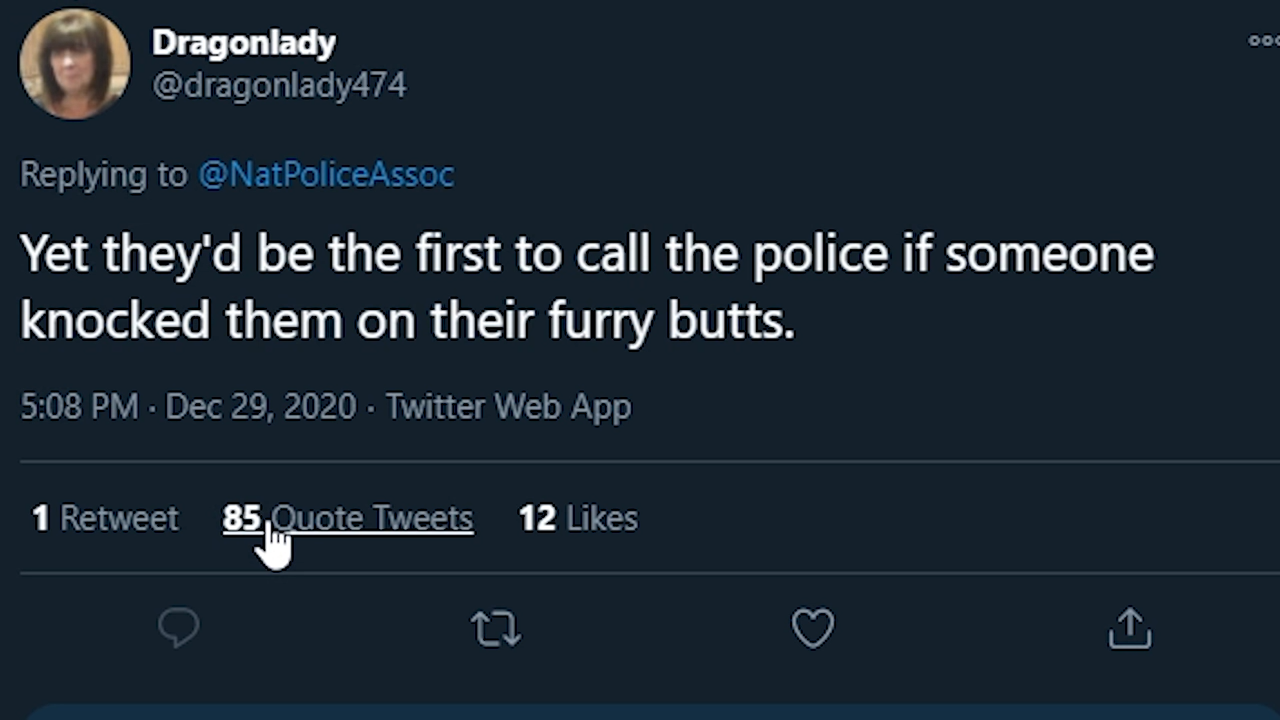 Dragonlady
@dragonlady474
Replying to @NatPoliceAssoc
Yet they'd be the first to call the police if someone
knocked them on their furry butts.
5:08 PM · Dec 29, 2020 · Twitter Web App
1 Retweet 85 Quote Tweets 12 Likes